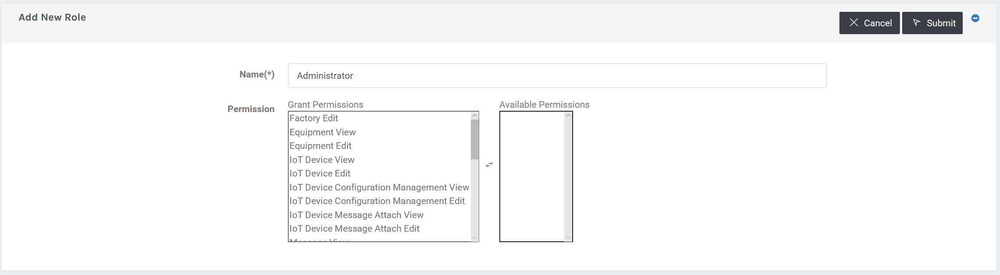 Add New Role
Cancel
Submit
Name(*)
Administrator
Permission
Grant Permissions
Available Permissions
Factory Edit
Equipment View
Equipment Edit
IoT Device View
IoT Device Edit
IoT Device Configuration Management View
IoT Device Configuration Management Edit
IoT Device Message Attach View
IoT Device Message Attach Edit
Message View